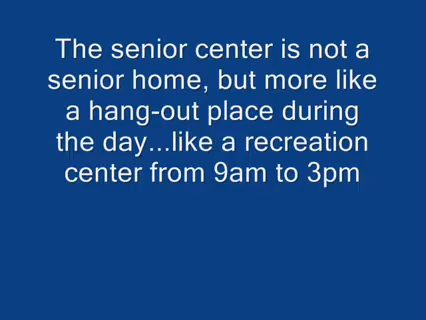 The senior center is not a
senior home, but more like
a hang-out place during
the day...like a recreation
center from 9am to 3pm